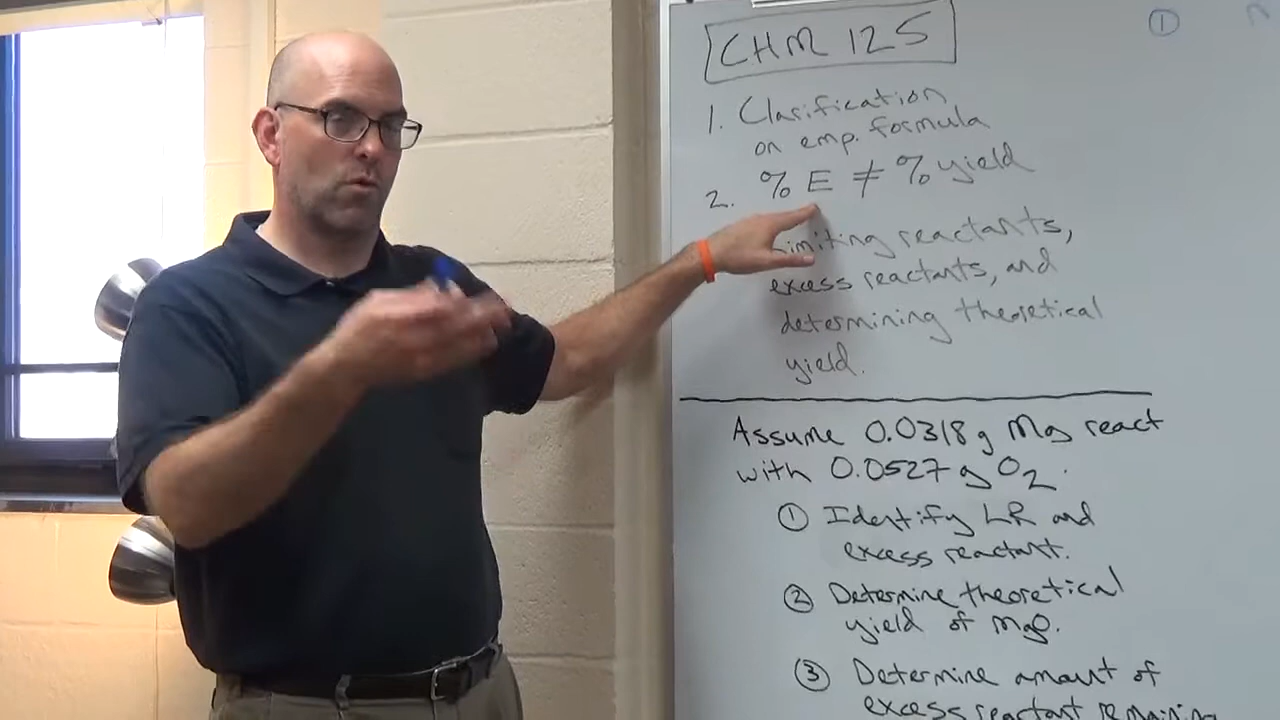 CHM 125
1. Clarification
on emp. formula
2. % E ≠ % yield
limiting reactants,
excess reactants, and
determining theoretical
yield.
Assume 0.0318 g Mg react
with 0.0527 g O2.
① Identify LR and
excess reactant.
② Determine theoretical
yield of MgO.
③ Determine amount of
excess reactant remaining
①